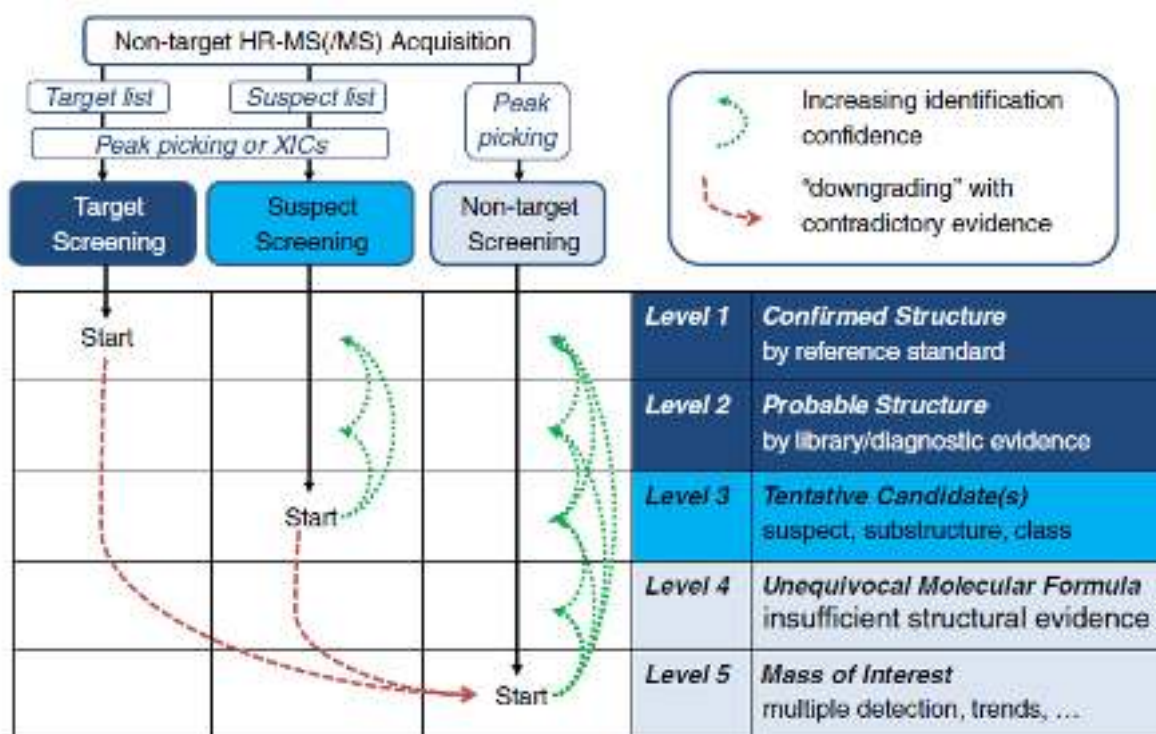 Non-target HR-MS(/MS) Acquisition
Target list
Suspect list
Peak
picking
Peak picking or XICs
Target
Screening
Suspect
Screening
Non-target
Screening
Increasing identification
confidence
"downgrading" with
contradictory evidence
Start
Start
Start
Level 1 Confirmed Structure
by reference standard
Level 2 Probable Structure
by library/diagnostic evidence
Level 3 Tentative Candidate(s)
suspect, substructure, class
Level 4 Unequivocal Molecular Formula
insufficient structural evidence
Level 5 Mass of Interest
multiple detection, trends, ...